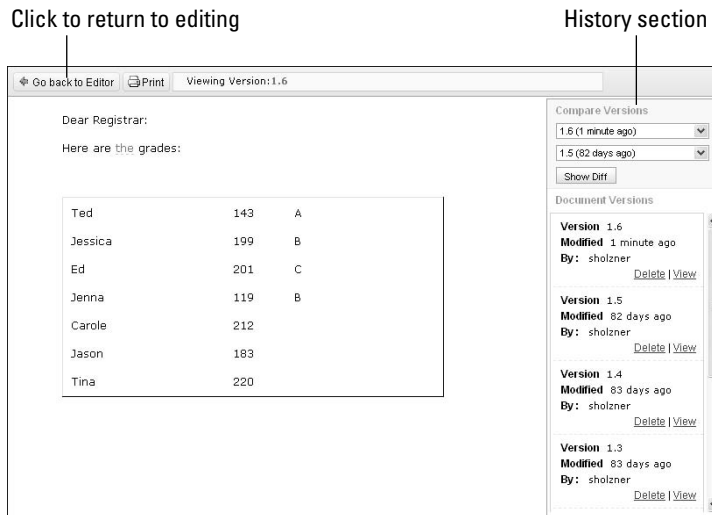 Click to return to editing
History section
Go back to Editor Print Viewing Version:1.6
Dear Registrar:
Here are the grades:
Ted 143 A
Jessica 199 B
Ed 201 C
Jenna 119 B
Carole 212
Jason 183
Tina 220
Compare Versions
1.6 (1 minute ago)
1.5 (82 days ago)
Show Diff
Document Versions
Version 1.6
Modified 1 minute ago
By: sholzner
Delete | View
Version 1.5
Modified 82 days ago
By: sholzner
Delete | View
Version 1.4
Modified 83 days ago
By: sholzner
Delete | View
Version 1.3
Modified 83 days ago
By: sholzner
Delete | View